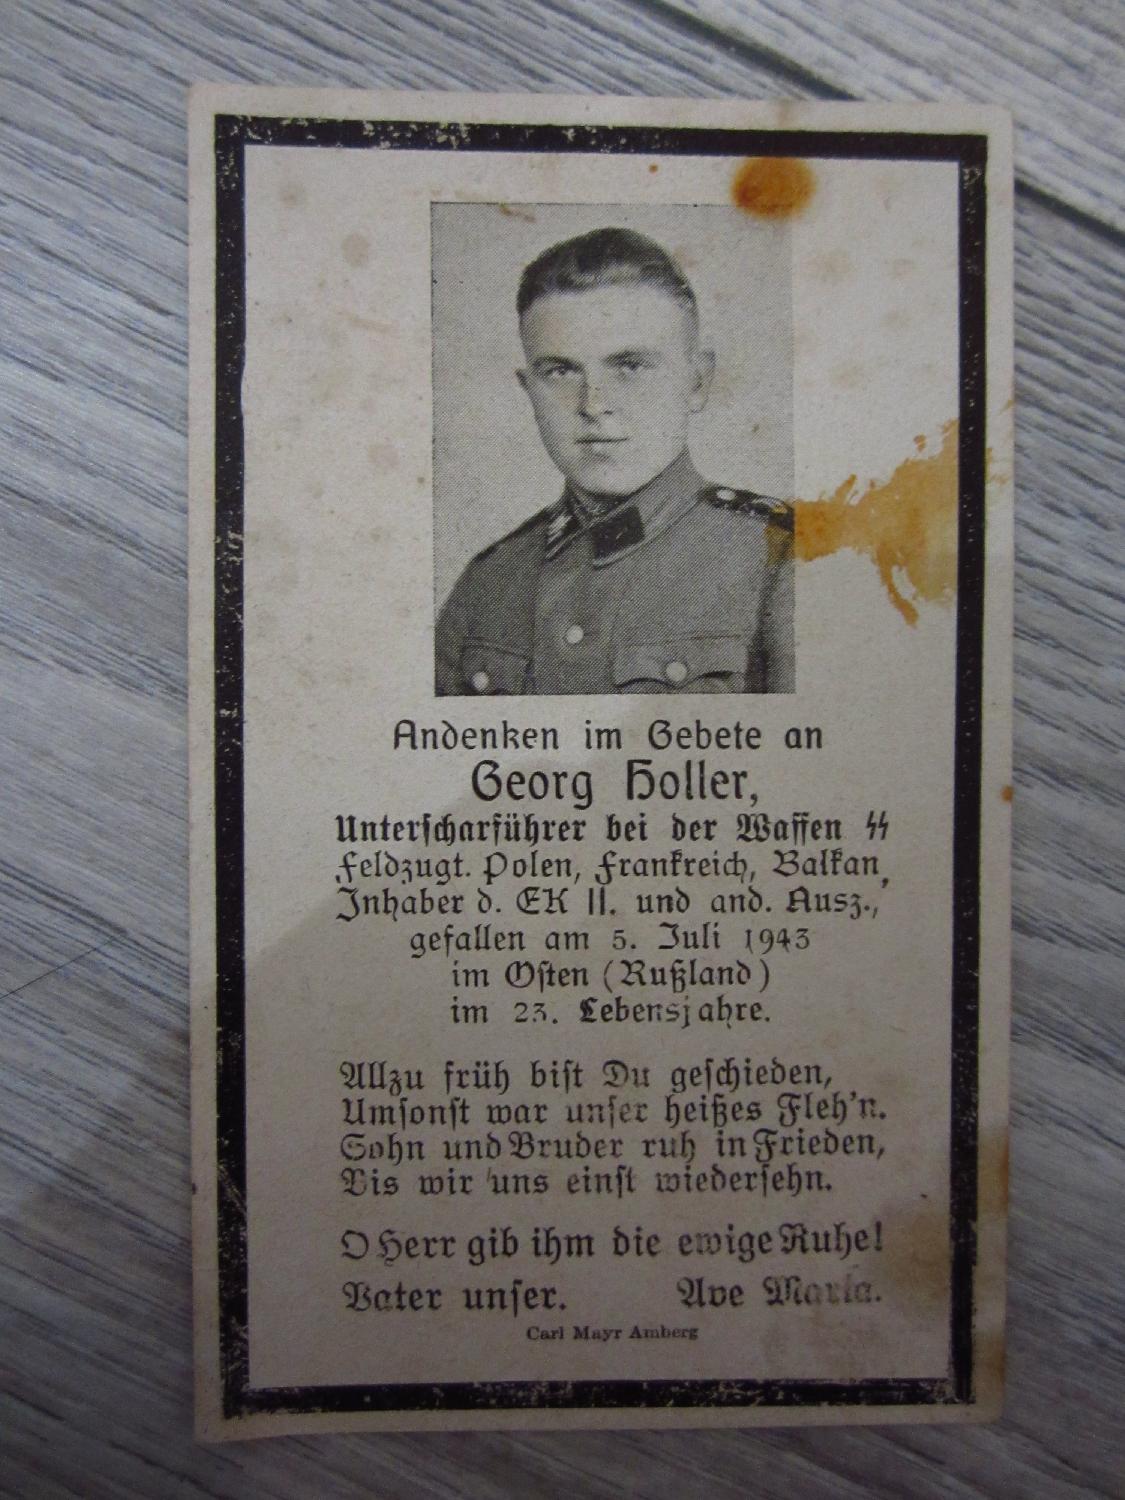 Andenken im Gebete an
Georg Holler,
Unterscharführer bei der Waffen ᛋᛋ
Feldzugt. Polen, Frankreich, Balkan,
Inhaber d. EK II. und and. Ausz.,
gefallen am 5. Juli 1943
im Osten (Rußland)
im 23. Lebensjahre.
Allzu früh bist Du geschieden,
Umsonst war unser heißes Fleh'n.
Sohn und Bruder ruh in Frieden,
Bis wir uns einst wiedersehn.
O Herr gib ihm die ewige Ruhe!
Vater unser. Ave Maria.
Carl Mayr Amberg